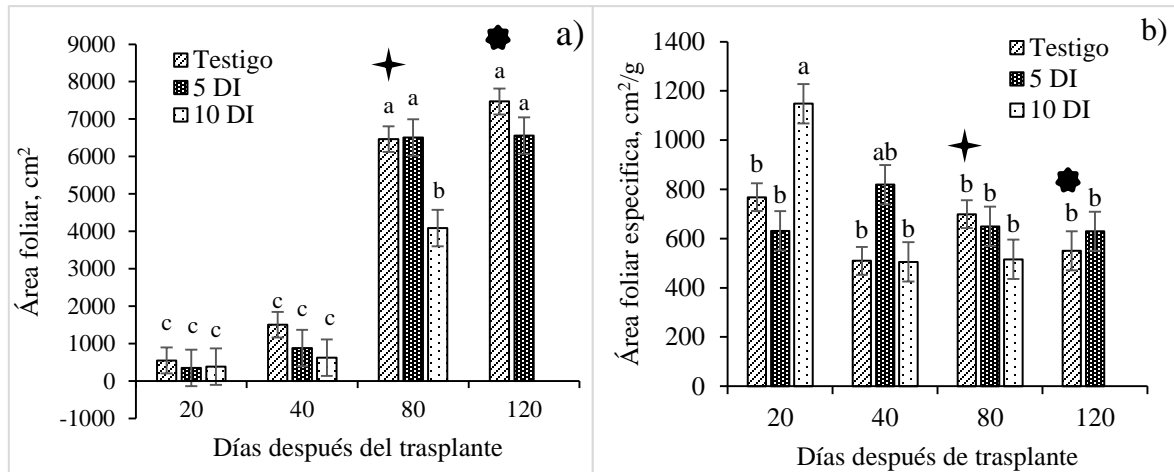 a)
Testigo
5 DI
10 DI
Área foliar, cm²
9000
8000
7000
6000
5000
4000
3000
2000
1000
0
-1000
c c c
c c c
a a b
a a
20 40 80 120
Días después del trasplante
b)
Testigo
5 DI
10 DI
Área foliar especifica, cm²/g
1400
1200
1000
800
600
400
200
0
b b a
b ab b
b b b
b b
20 40 80 120
Días después de trasplante